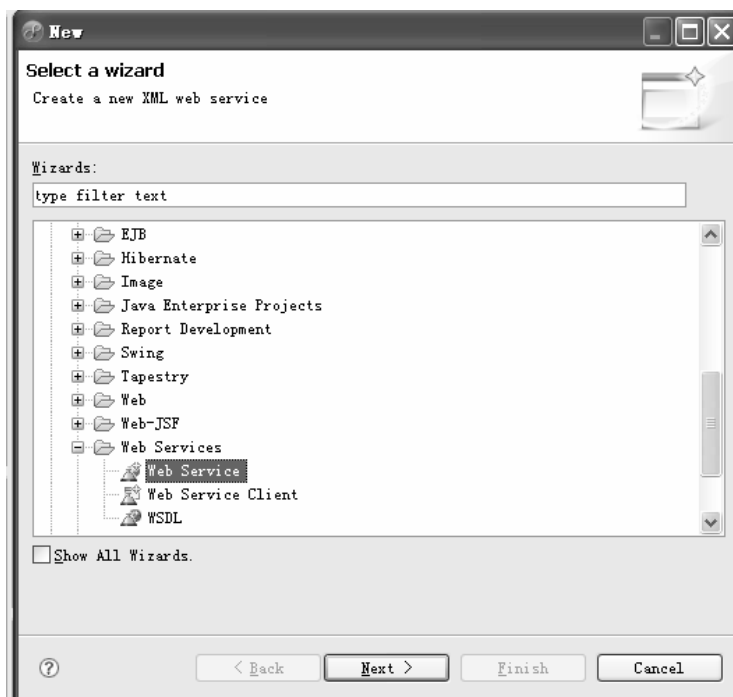 New
Select a wizard
Create a new XML web service
Wizards:
type filter text
EJB
Hibernate
Image
Java Enterprise Projects
Report Development
Swing
Tapestry
Web
Web-JSF
Web Services
Web Service
Web Service Client
WSDL
Show All Wizards.
?
< Back
Next >
Finish
Cancel